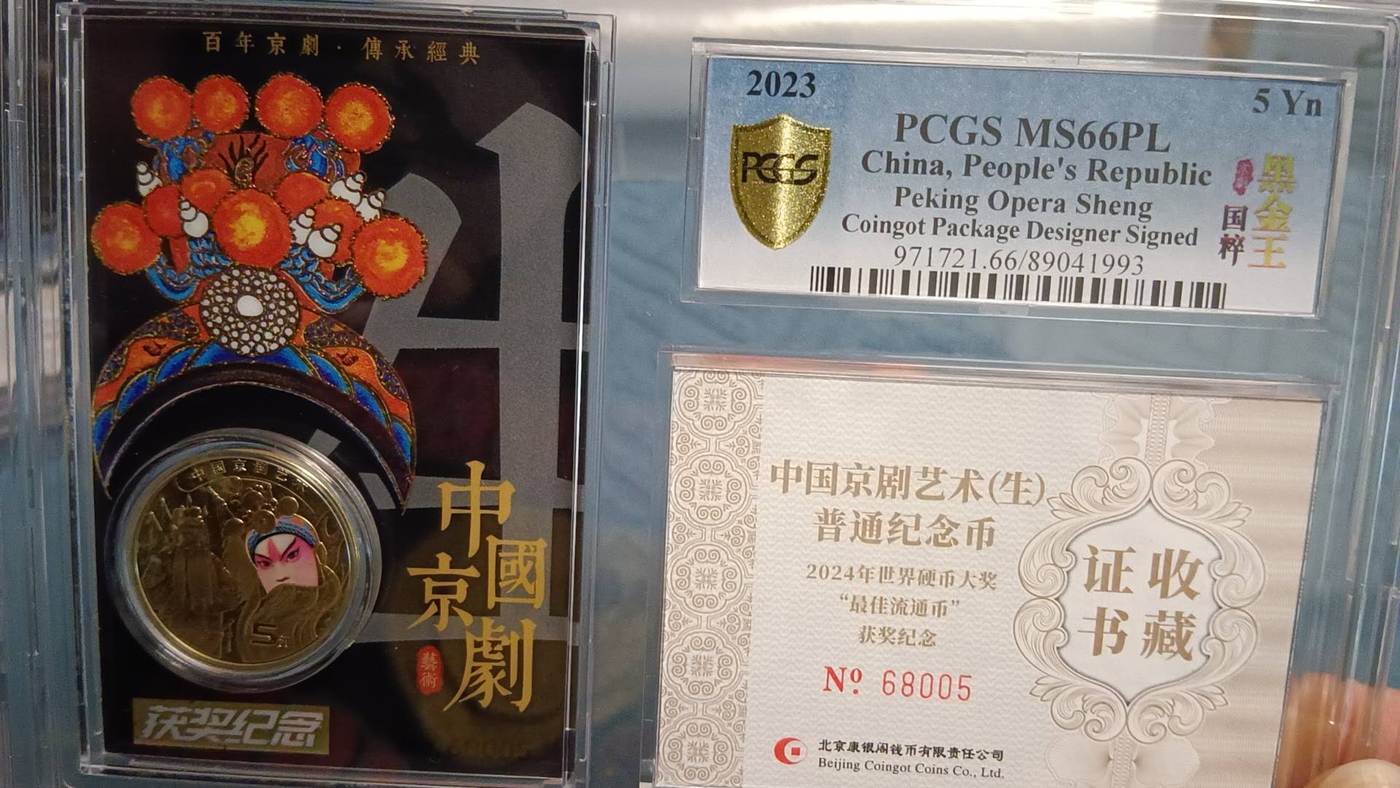 百年京劇·傳承經典
生
中国京剧艺术
5元
中國
京劇
藝術
获奖纪念
2023
5 Yn
PCGS
PCGS MS66PL
China, People's Republic
Peking Opera Sheng
Coingot Package Designer Signed
971721.66/89041993
国粹
黑金王
中国京剧艺术(生)
普通纪念币
2024年世界硬币大奖
“最佳流通币”
获奖纪念
Nº. 68005
收藏
证书
北京康银阁钱币有限责任公司
Beijing Coingot Coins Co., Ltd.